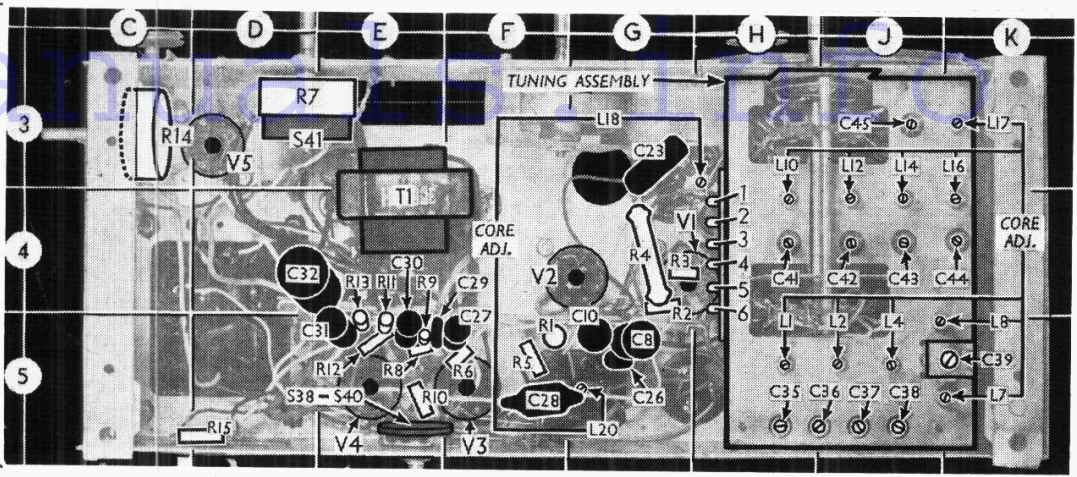 C D E F G H J K
TUNING ASSEMBLY
3
R7
L18
C45
L17
R14
S41
C23
V5
L10 L12 L14 L16
T1
1
2
3
4
5
6
V1
CORE ADJ.
CORE ADJ.
4
R4
R3
V2
C41 C42 C43 C44
C32
C30
R13 R11 R9 C29
C31
C27
R1
C10
R2
C8
L1 L2 L4
L8
5
R12
R8
R6
R5
C39
S38 – S40
R10
C28
C26
C35 C36 C37 C38
L7
R15
V4
V3
L20
anuals.info